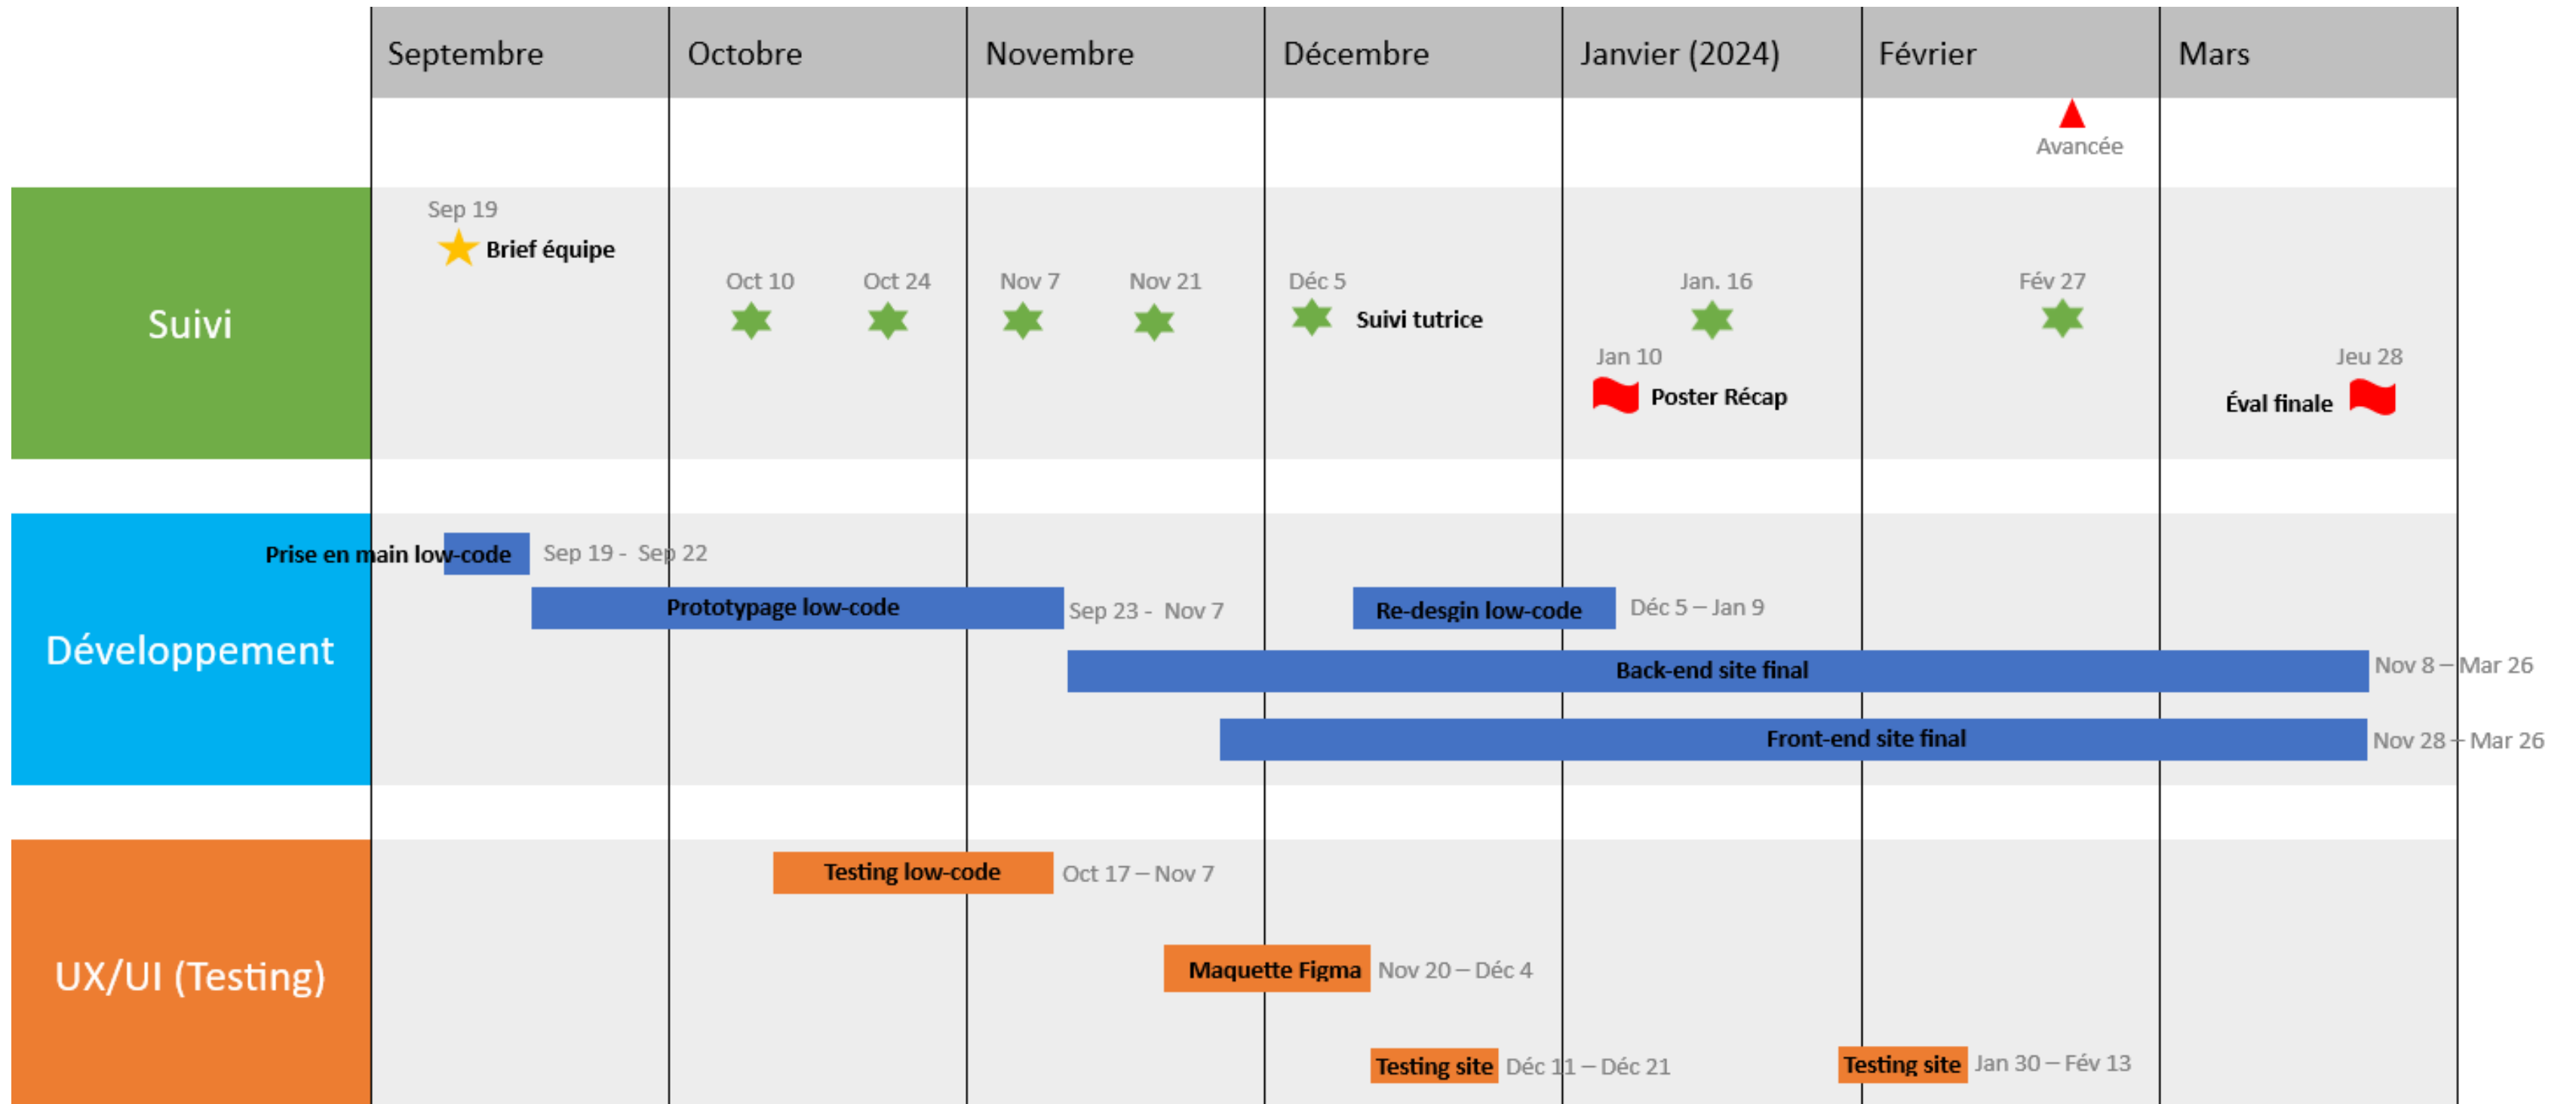 Septembre
Octobre
Novembre
Décembre
Janvier (2024)
Février
Mars
Avancée
Suivi
Sep 19
Brief équipe
Oct 10
Oct 24
Nov 7
Nov 21
Déc 5
Suivi tutrice
Jan. 16
Fév 27
Jan 10
Poster Récap
Jeu 28
Éval finale
Développement
Prise en main low-code
Sep 19 - Sep 22
Prototypage low-code
Sep 23 - Nov 7
Re-desgin low-code
Déc 5 – Jan 9
Back-end site final
Nov 8 – Mar 26
Front-end site final
Nov 28 – Mar 26
UX/UI (Testing)
Testing low-code
Oct 17 – Nov 7
Maquette Figma
Nov 20 – Déc 4
Testing site
Déc 11 – Déc 21
Testing site
Jan 30 – Fév 13